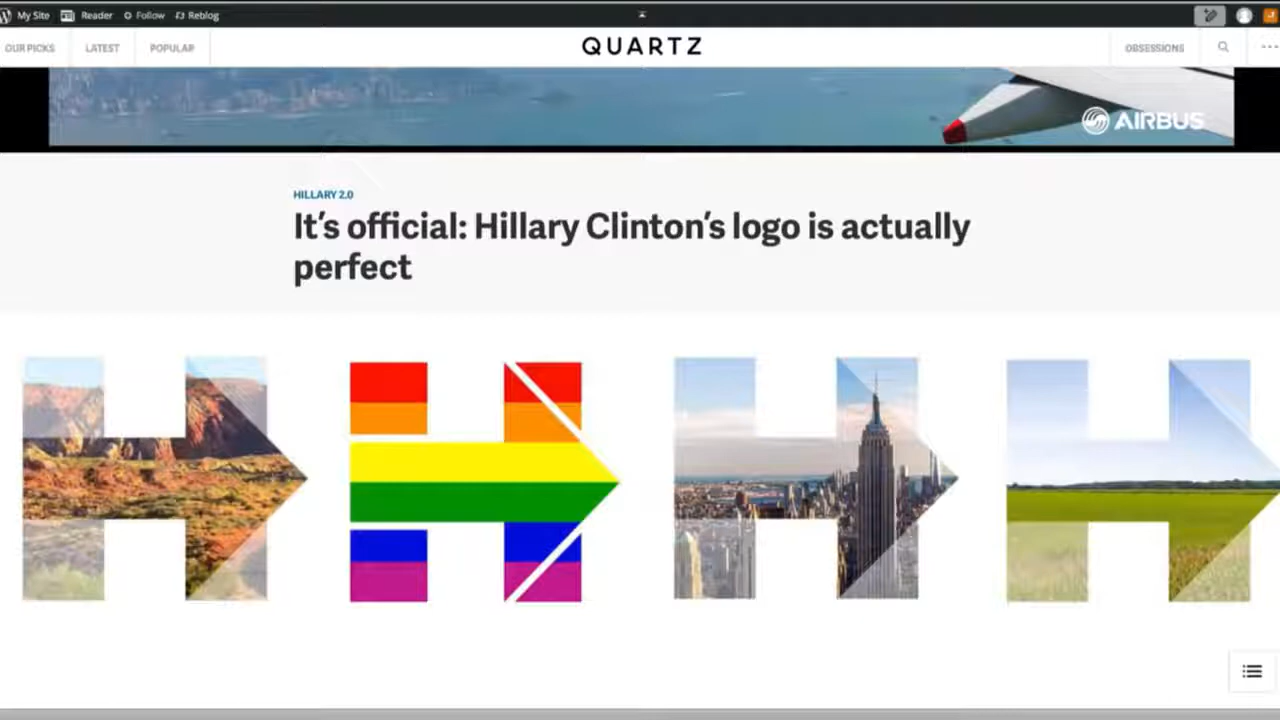 My Site Reader Follow Reblog
OUR PICKS LATEST POPULAR QUARTZ OBSESSIONS
AIRBUS
HILLARY 2.0
It's official: Hillary Clinton's logo is actually
perfect